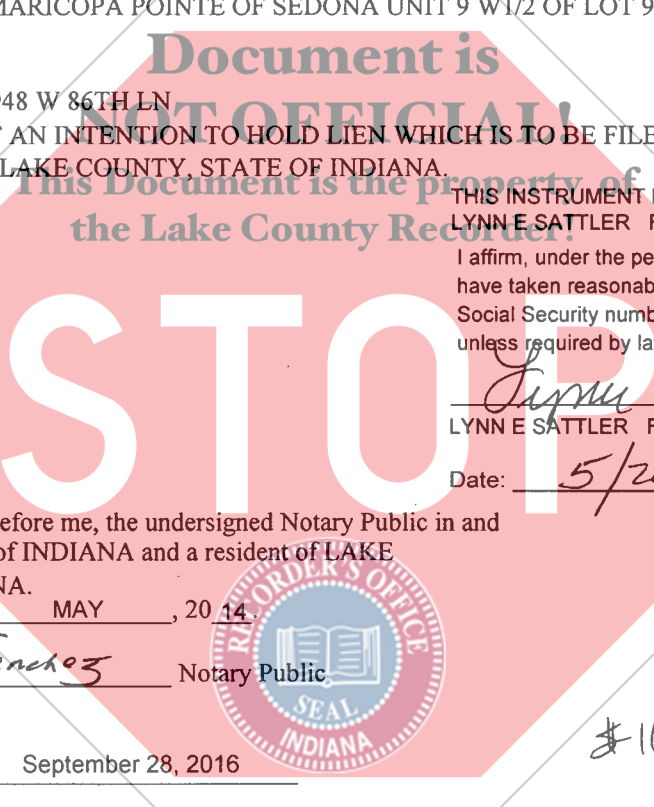 MARICOPA POINTE OF SEDONA UNIT 9 W1/2 OF LOT 9
Document is
48 W 86TH LN
NOT OFFICIAL!
AN INTENTION TO HOLD LIEN WHICH IS TO BE FILE
LAKE COUNTY, STATE OF INDIANA.
This Document is the property of
the Lake County Recorder!
THIS INSTRUMENT
LYNN E SATTLER
I affirm, under the pe
have taken reasonab
Social Security numb
unless required by la
STOP
Lynn
LYNN E SATTLER
Date: 5/2
efore me, the undersigned Notary Public in and
of INDIANA and a resident of LAKE
NA.
MAY, 20 14.
Notary Public
RECORDER'S OFFICE
SEAL
INDIANA
September 28, 2016
$